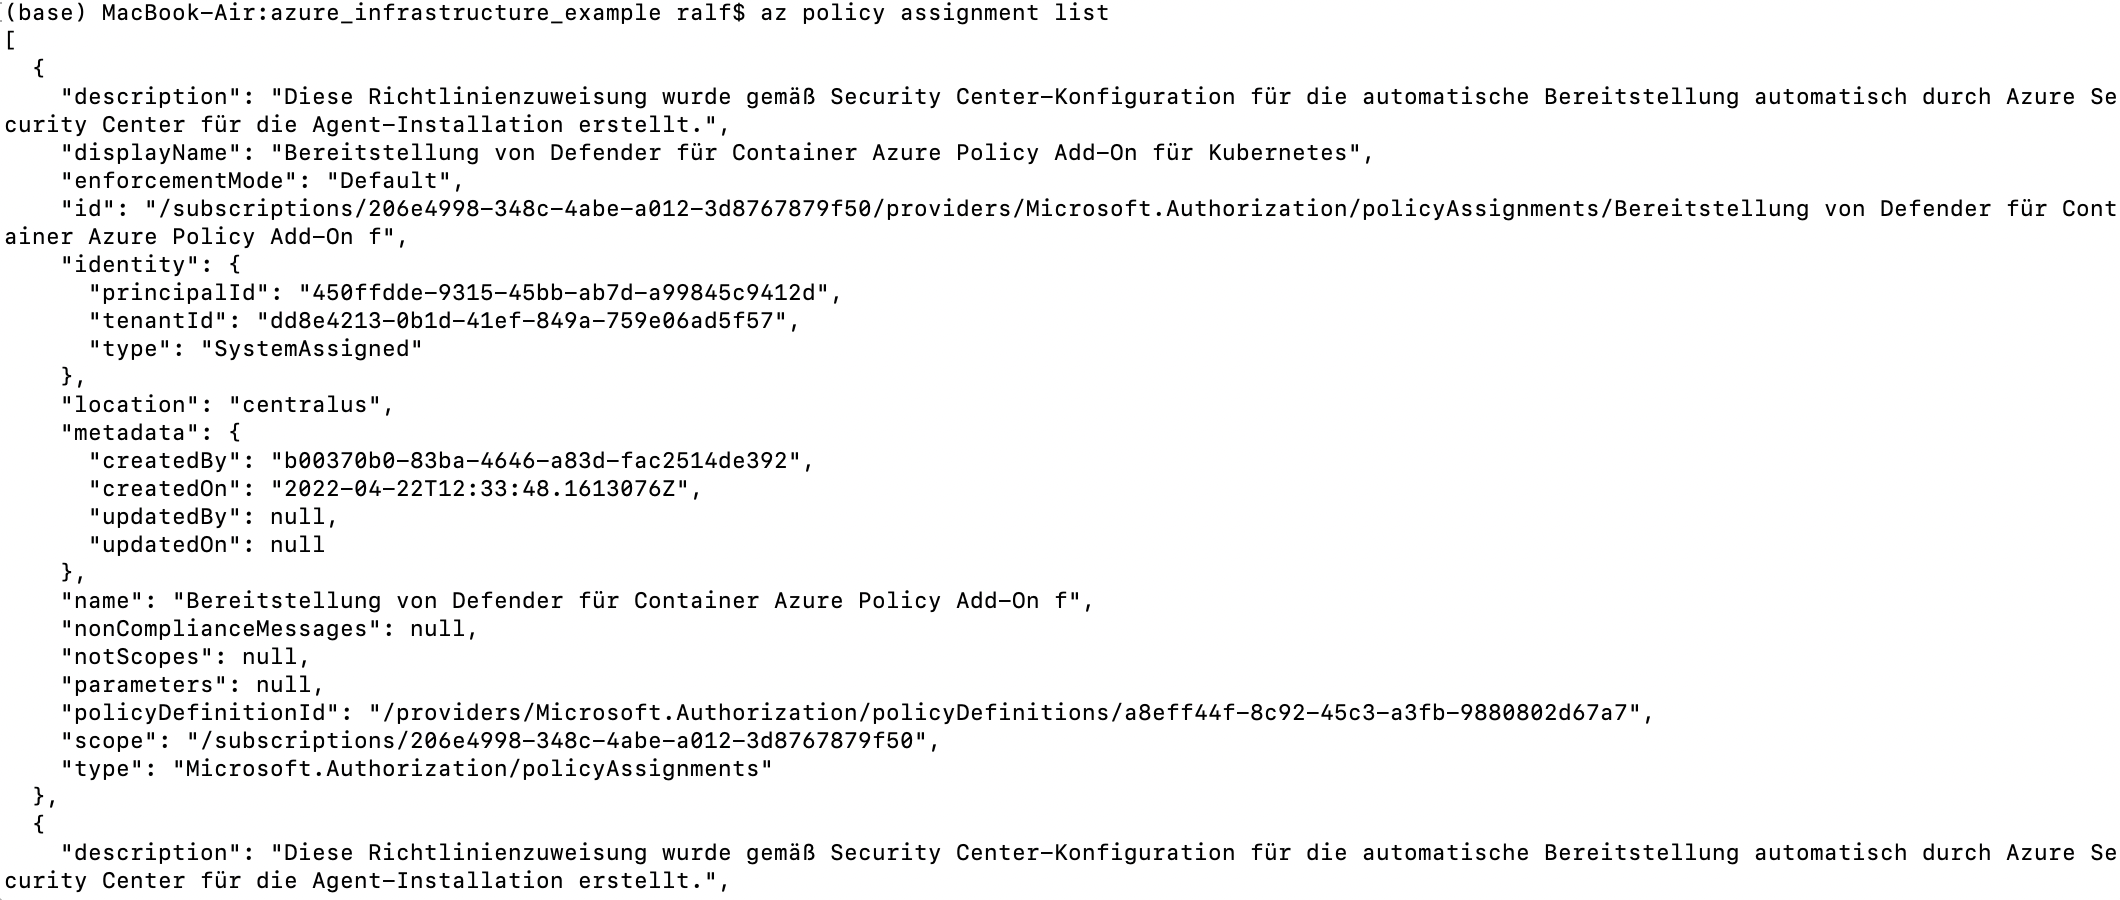 (base) MacBook-Air:azure_infrastructure_example ralf$ az policy assignment list
[
  {
    "description": "Diese Richtlinienzuweisung wurde gemäß Security Center-Konfiguration für die automatische Bereitstellung automatisch durch Azure Se
curity Center für die Agent-Installation erstellt.",
    "displayName": "Bereitstellung von Defender für Container Azure Policy Add-On für Kubernetes",
    "enforcementMode": "Default",
    "id": "/subscriptions/206e4998-348c-4abe-a012-3d8767879f50/providers/Microsoft.Authorization/policyAssignments/Bereitstellung von Defender für Cont
ainer Azure Policy Add-On f",
    "identity": {
      "principalId": "450ffdde-9315-45bb-ab7d-a99845c9412d",
      "tenantId": "dd8e4213-0b1d-41ef-849a-759e06ad5f57",
      "type": "SystemAssigned"
    },
    "location": "centralus",
    "metadata": {
      "createdBy": "b00370b0-83ba-4646-a83d-fac2514de392",
      "createdOn": "2022-04-22T12:33:48.1613076Z",
      "updatedBy": null,
      "updatedOn": null
    },
    "name": "Bereitstellung von Defender für Container Azure Policy Add-On f",
    "nonComplianceMessages": null,
    "notScopes": null,
    "parameters": null,
    "policyDefinitionId": "/providers/Microsoft.Authorization/policyDefinitions/a8eff44f-8c92-45c3-a3fb-9880802d67a7",
    "scope": "/subscriptions/206e4998-348c-4abe-a012-3d8767879f50",
    "type": "Microsoft.Authorization/policyAssignments"
  },
  {
    "description": "Diese Richtlinienzuweisung wurde gemäß Security Center-Konfiguration für die automatische Bereitstellung automatisch durch Azure Se
curity Center für die Agent-Installation erstellt.",